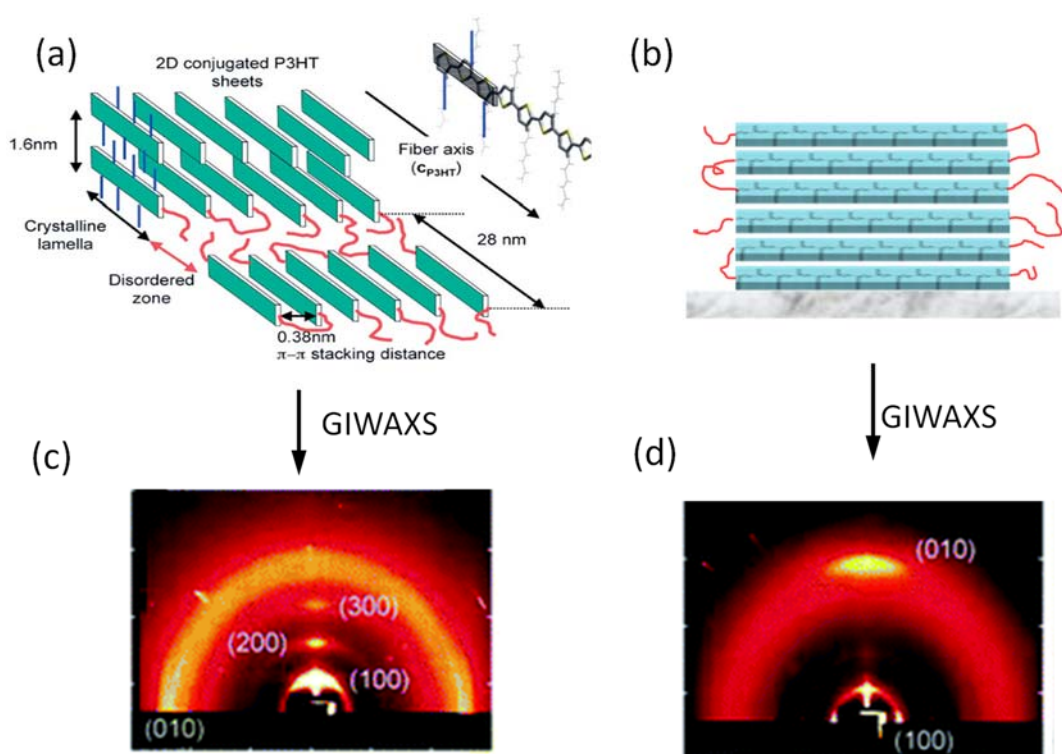 (a)
2D conjugated P3HT
sheets
1.6nm
Fiber axis
(cP3HT)
Crystalline
lamella
28 nm
Disordered
zone
0.38nm
π–π stacking distance
(b)
GIWAXS
GIWAXS
(c)
(300)
(200)
(100)
(010)
(d)
(010)
(100)